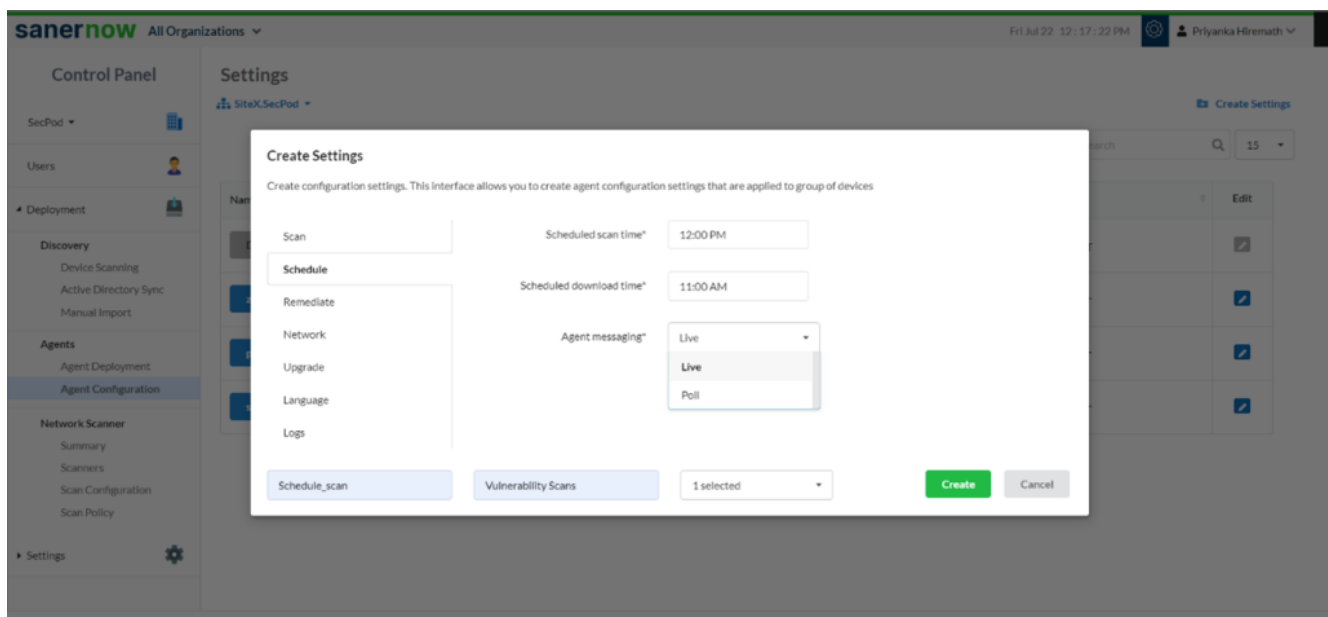 sanernow All Organizations
Fri Jul 22 12:17:22 PM
Priyanka Hiremath
Control Panel
SecPod
Users
Deployment
Discovery
Device Scanning
Active Directory Sync
Manual Import
Agents
Agent Deployment
Agent Configuration
Network Scanner
Summary
Scanners
Scan Configuration
Scan Policy
Settings
Settings
SiteX.SecPod
Create Settings
15
Edit
Create Settings
Create configuration settings. This interface allows you to create agent configuration settings that are applied to group of devices
Scan
Schedule
Remediate
Network
Upgrade
Language
Logs
Scheduled scan time* 12:00 PM
Scheduled download time* 11:00 AM
Agent messaging* Live
Live
Poll
Schedule_scan Vulnerability Scans 1 selected Create Cancel